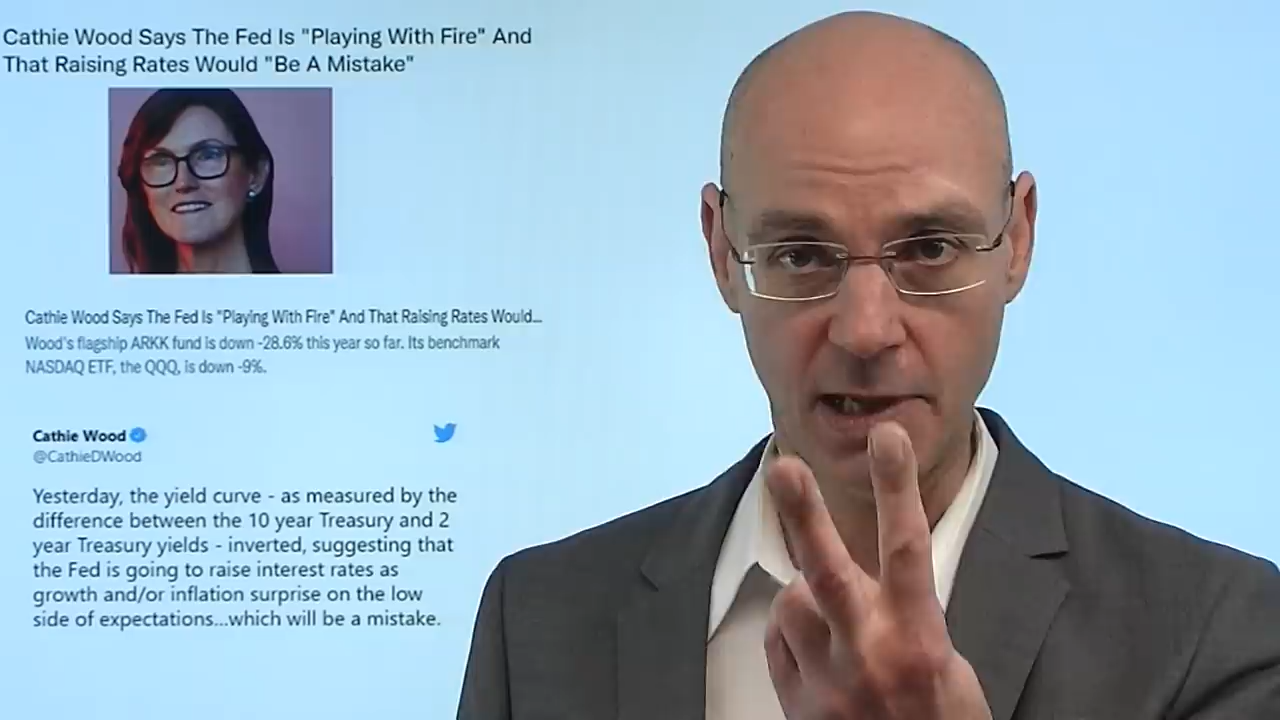 Cathie Wood Says The Fed Is "Playing With Fire" And
That Raising Rates Would "Be A Mistake"
Cathie Wood Says The Fed Is "Playing With Fire" And That Raising Rates Would...
Wood's flagship ARKK fund is down -28.6% this year so far. Its benchmark
NASDAQ ETF, the QQQ, is down -9%.
Cathie Wood
@CathieDWood
Yesterday, the yield curve - as measured by the
difference between the 10 year Treasury and 2
year Treasury yields - inverted, suggesting that
the Fed is going to raise interest rates as
growth and/or inflation surprise on the low
side of expectations...which will be a mistake.